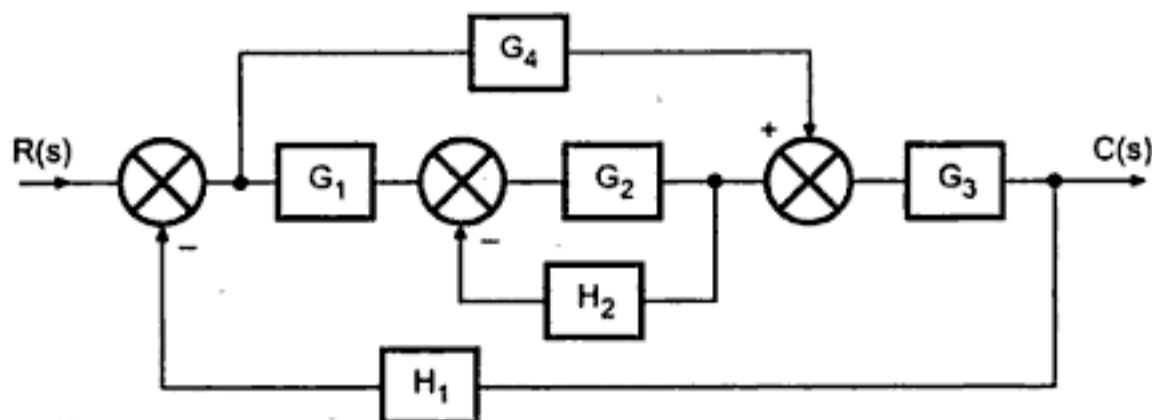 G4
R(s) + C(s)
G1 G2 G3
− −
H2
H1